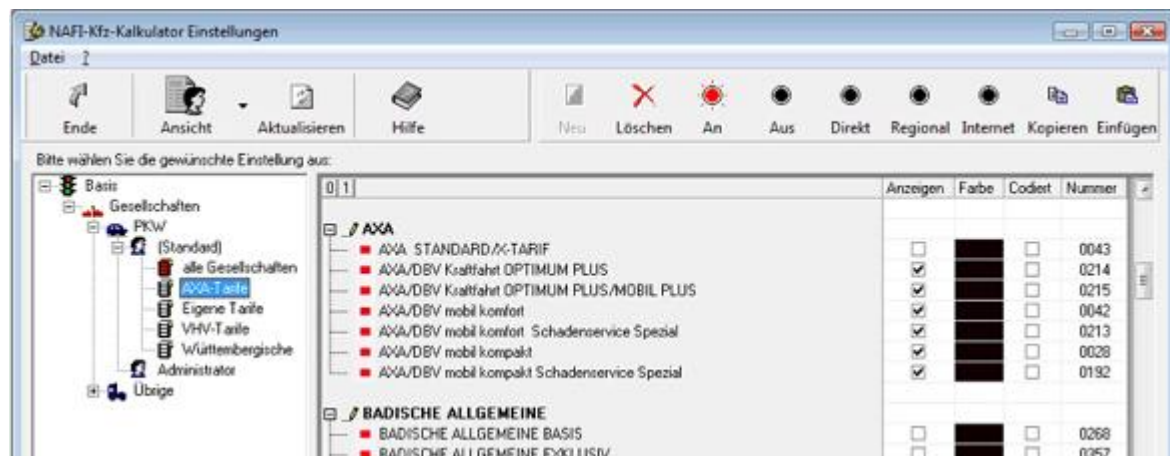 NAFI-Kfz-Kalkulator Einstellungen
Datei ?
Ende Ansicht Aktualisieren Hilfe Neu Löschen An Aus Direkt Regional Internet Kopieren Einfügen
Bitte wählen Sie die gewünschte Einstellung aus:
Basis
Gesellschaften
PKW
(Standard)
alle Gesellschaften
AXA-Tarife
Eigene Tarife
VHV-Tarife
Württembergische
Administrator
Übrige
0 1 Anzeigen Farbe Codiert Nummer
AXA
AXA STANDARD/X-TARIF 0043
AXA/DBV Kraftfahrt OPTIMUM PLUS 0214
AXA/DBV Kraftfahrt OPTIMUM PLUS/MOBIL PLUS 0215
AXA/DBV mobil komfort 0042
AXA/DBV mobil komfort Schadenservice Spezial 0213
AXA/DBV mobil kompakt 0028
AXA/DBV mobil kompakt Schadenservice Spezial 0192
BADISCHE ALLGEMEINE
BADISCHE ALLGEMEINE BASIS 0268
BADISCHE ALLGEMEINE EXKLUSIV 0357